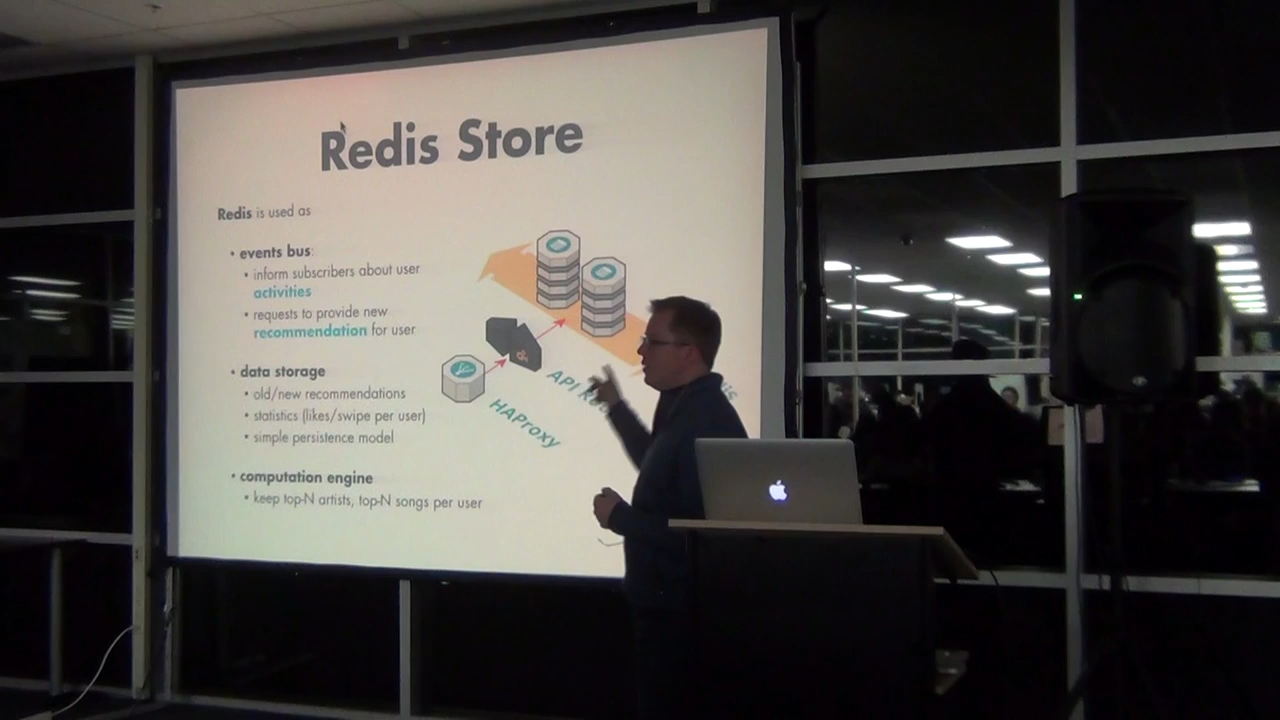 Redis Store
Redis is used as
• events bus:
• inform subscribers about user
activities
• requests to provide new
recommendation for user
• data storage
• old/new recommendations
• statistics (likes/swipe per user)
• simple persistence model
• computation engine
• keep top-N artists, top-N songs per user
API
HAProxy